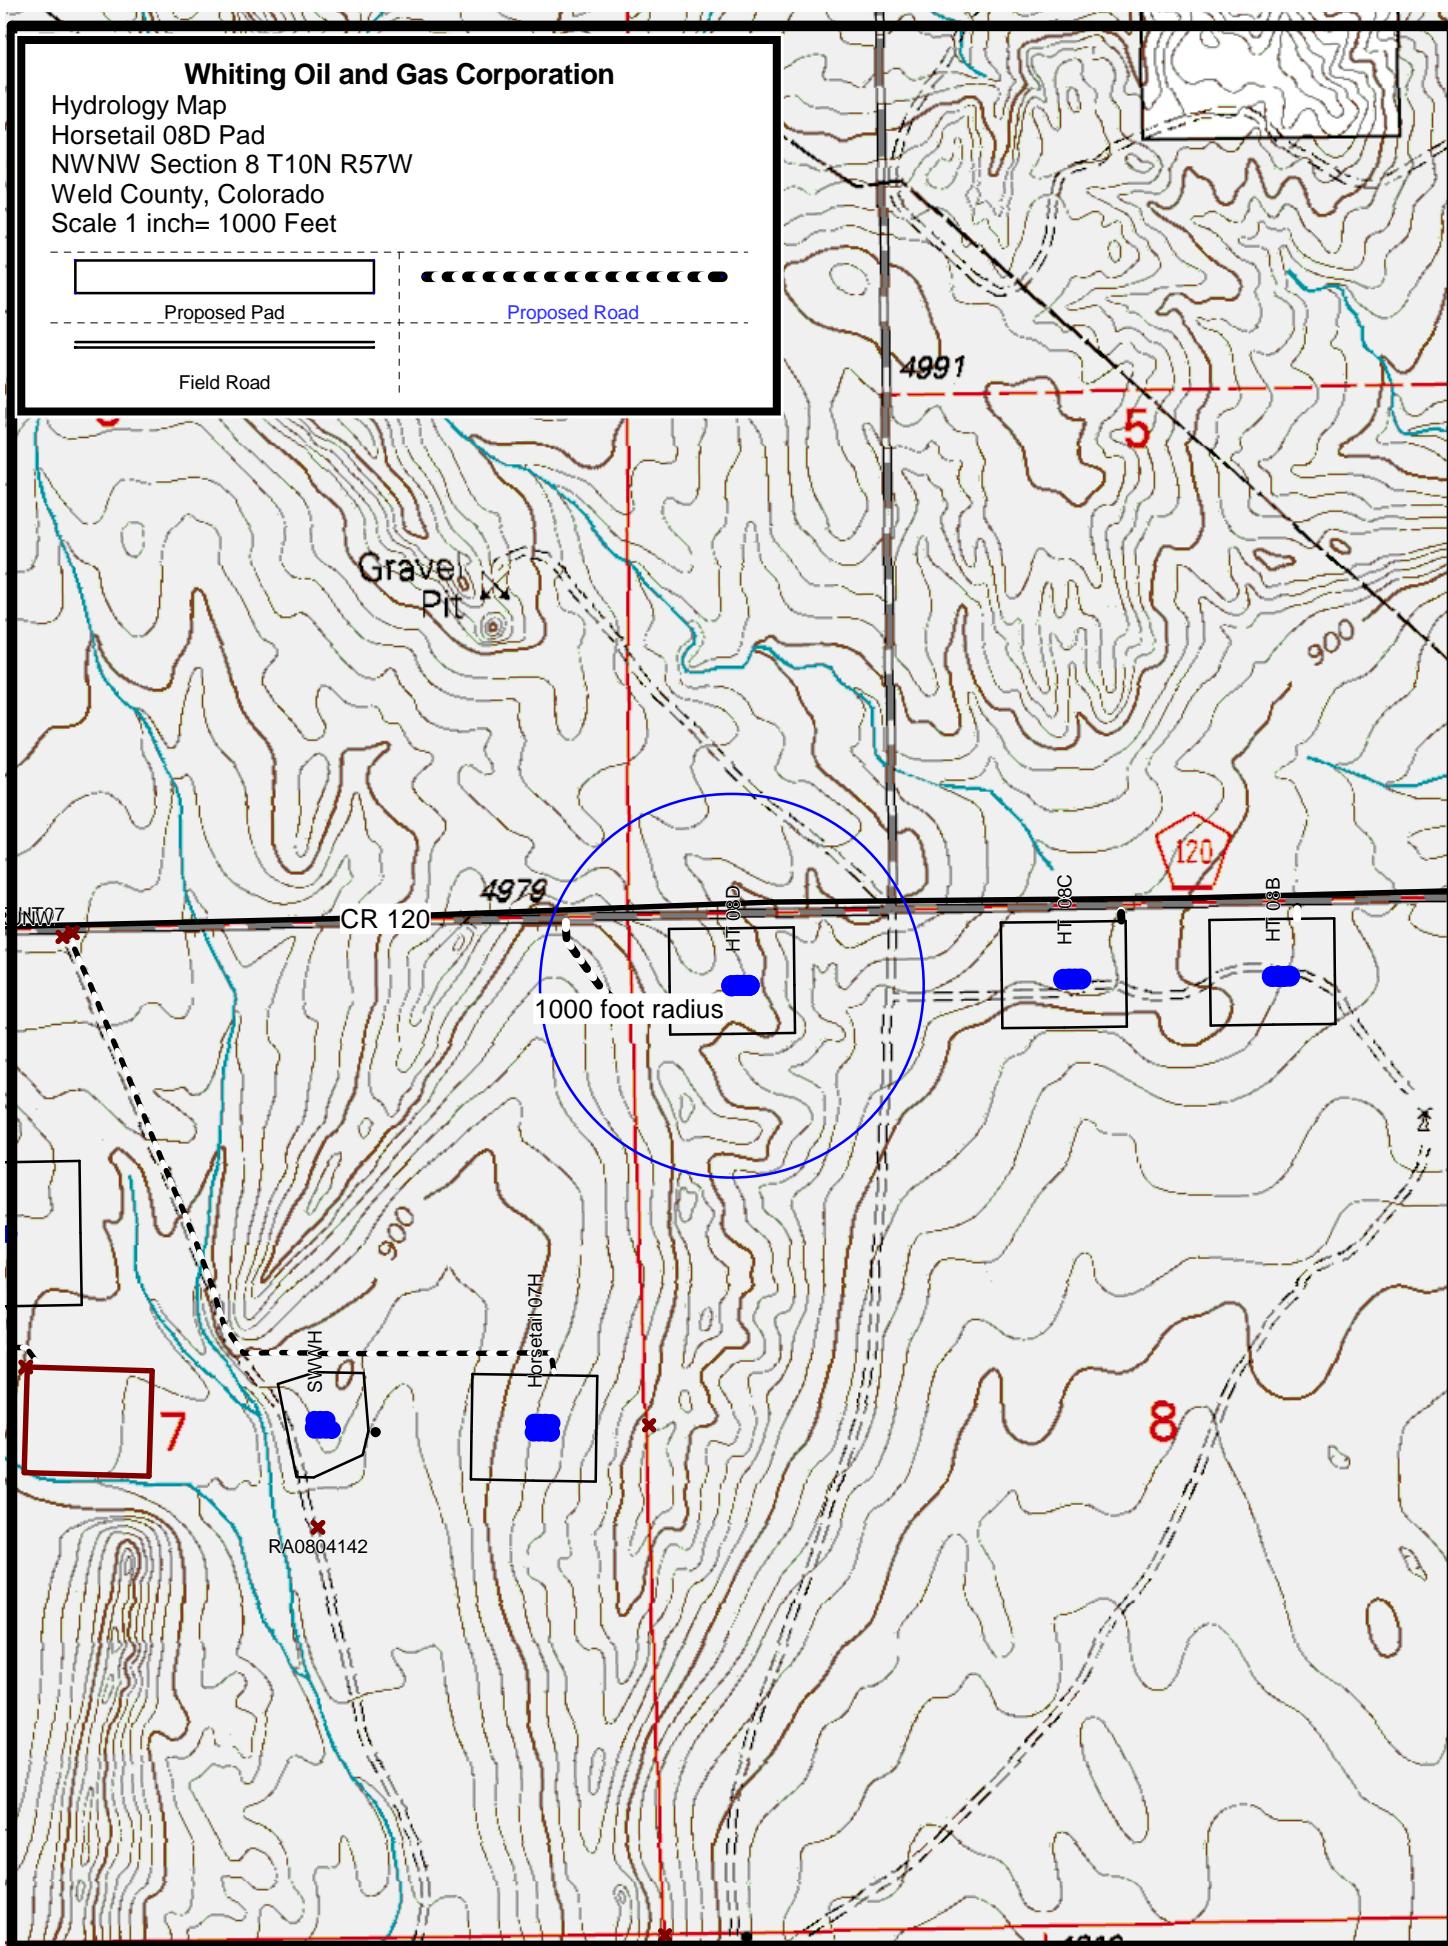 Whiting Oil and Gas Corporation
Hydrology Map
Horsetail 08D Pad
NWNW Section 8 T10N R57W
Weld County, Colorado
Scale 1 inch= 1000 Feet
Proposed Pad
Proposed Road
Field Road
4991
5
Gravel
Pit
900
120
4979
CR 120
HT 08D
HT 08C
HT 08B
1000 foot radius
900
SWWH
Horsetail 07H
7
8
RA0804142